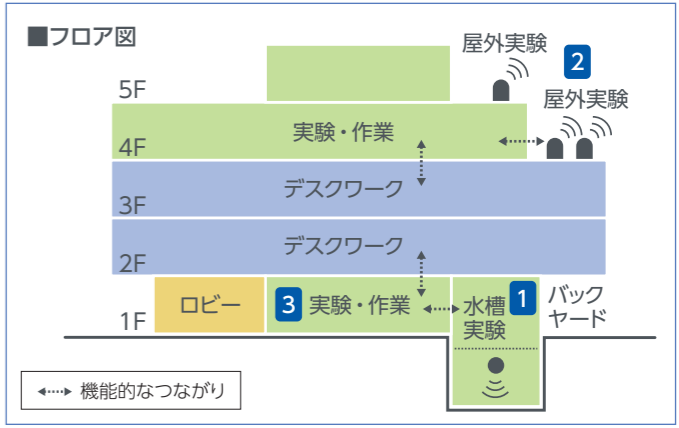 ■フロア図
屋外実験
2
屋外実験
5F
実験・作業
4F
デスクワーク
3F
デスクワーク
2F
ロビー
3 実験・作業
水槽
実験
1
バック
ヤード
1F
機能的なつながり